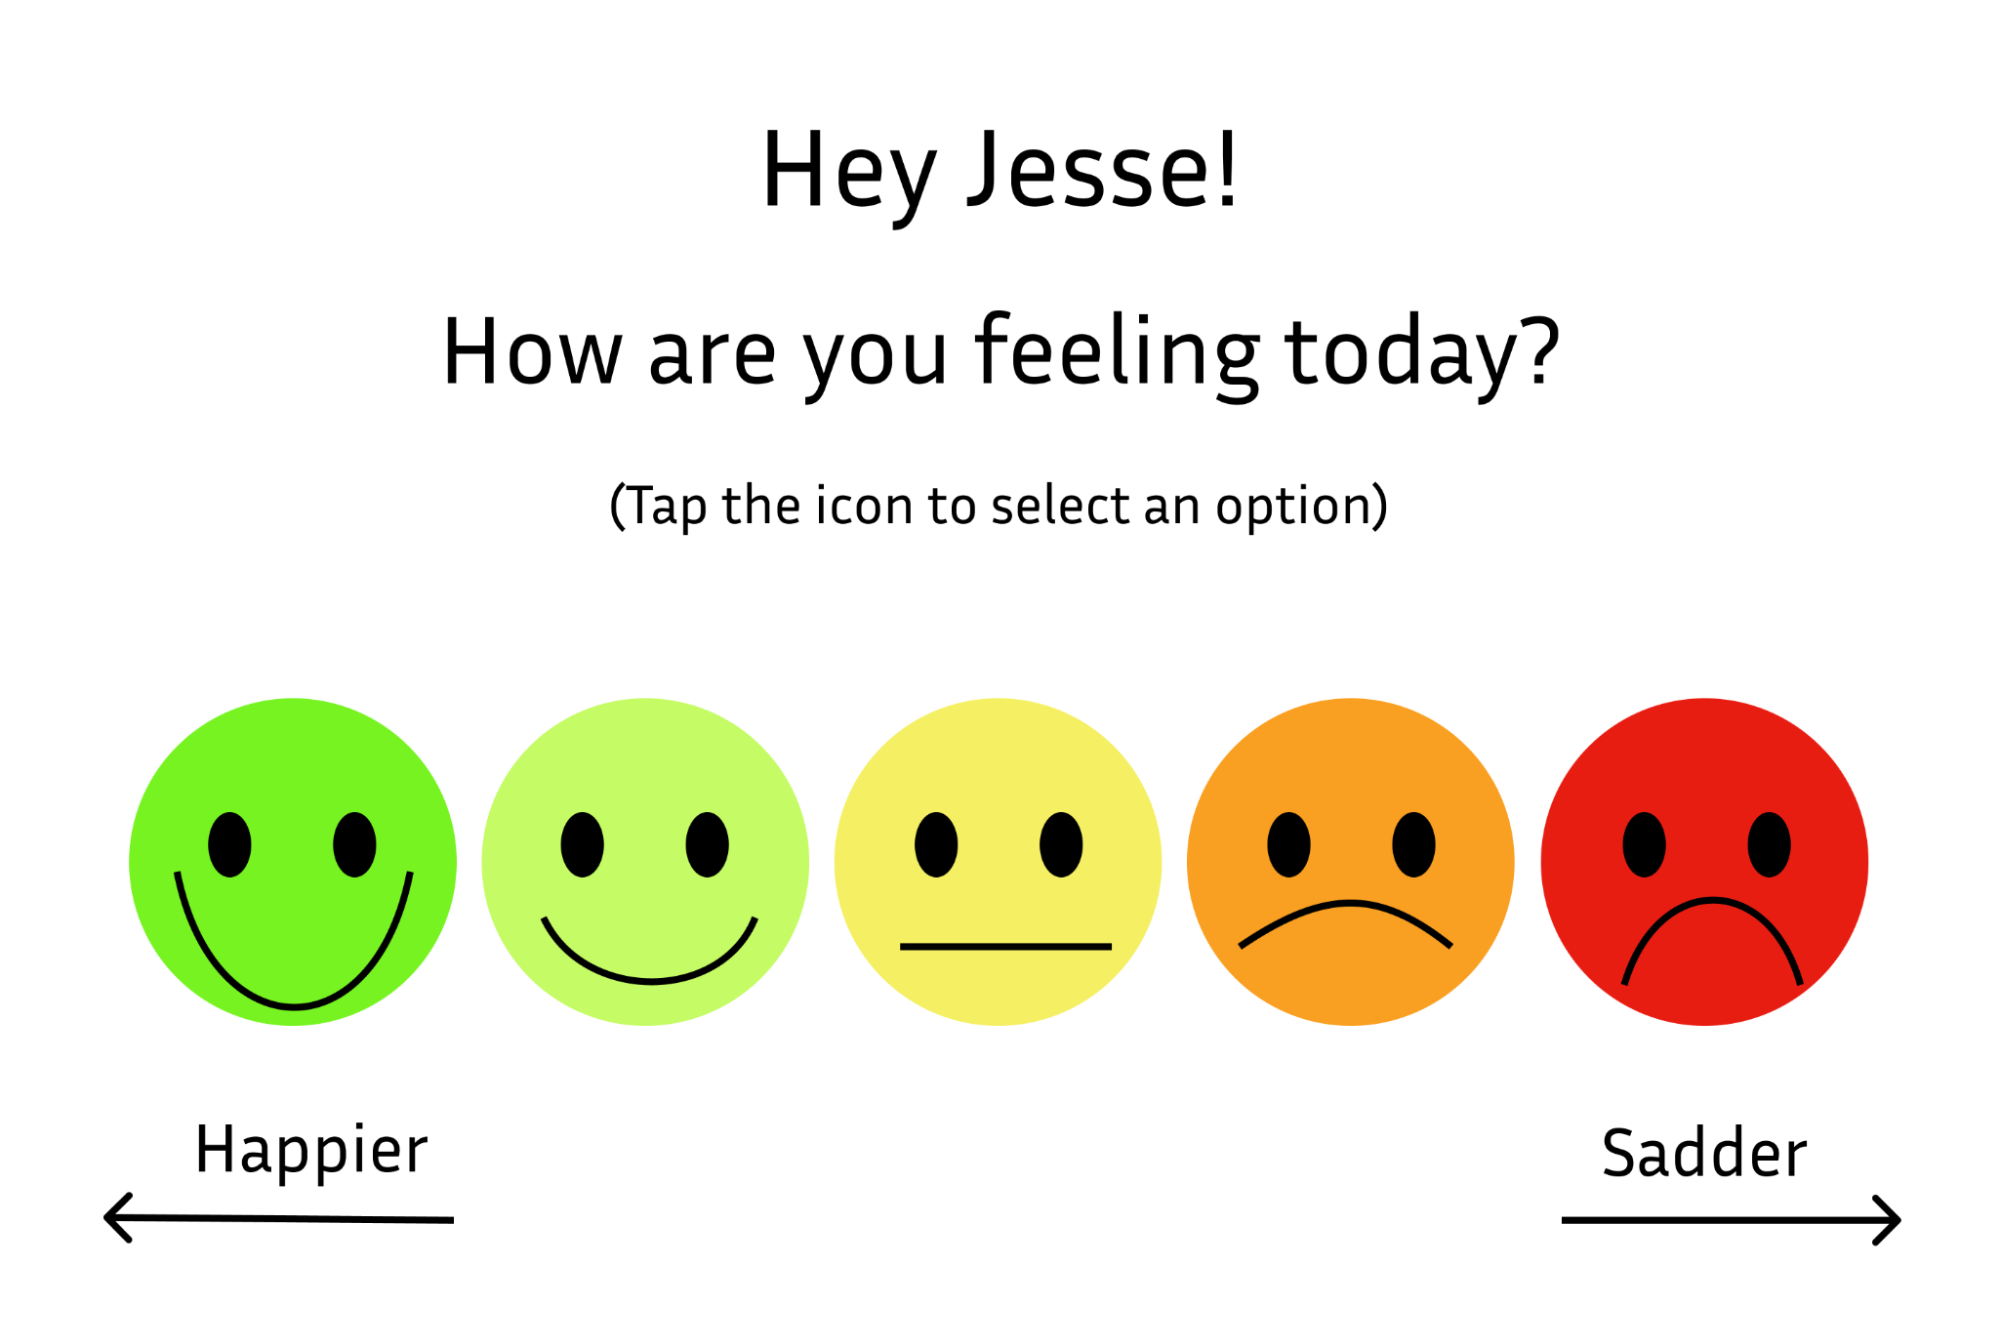 Hey Jesse!
How are you feeling today?
(Tap the icon to select an option)
Happier
Sadder